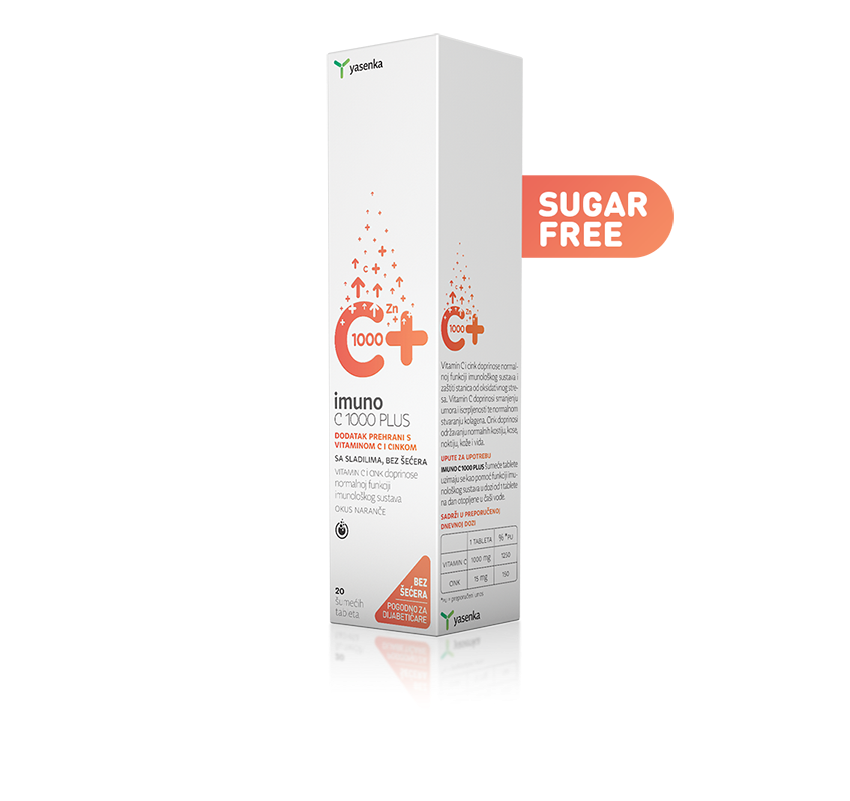 yasenka
C
Zn
C 1000 +
imuno
C 1000 PLUS
DODATAK PREHRANI S
VITAMINOM C I CINKOM
SA SLADILIMA, BEZ ŠEĆERA
VITAMIN C I CINK doprinose
normalnoj funkciji
imunološkog sustava
OKUS NARANČE
20
šumećih
tableta
BEZ
ŠEĆERA
POGODNO ZA
DIJABETIČARE
Zn
C 1000 +
Vitamin C i cink doprinose normal-
noj funkciji imunološkog sustava i
zaštiti stanica od oksidativnog stre-
sa. Vitamin C doprinosi smanjenju
umora i iscrpljenosti te normalnom
stvaranju kolagena. Cink doprinosi
održavanju normalnih kostiju, kose,
noktiju, kože i vida.
UPUTE ZA UPOTREBU
IMUNO C 1000 PLUS šumeće tablete
uzimaju se kao pomoć funkciji imu-
nološkog sustava u dozi od 1 tablete
na dan otopljene u čaši vode.
SADRŽI U PREPORUČENOJ
DNEVNOJ DOZI
1 TABLETA % *PU
VITAMIN C 1000 mg 1250
CINK 15 mg 150
*PU = preporučeni unos
yasenka
SUGAR
FREE